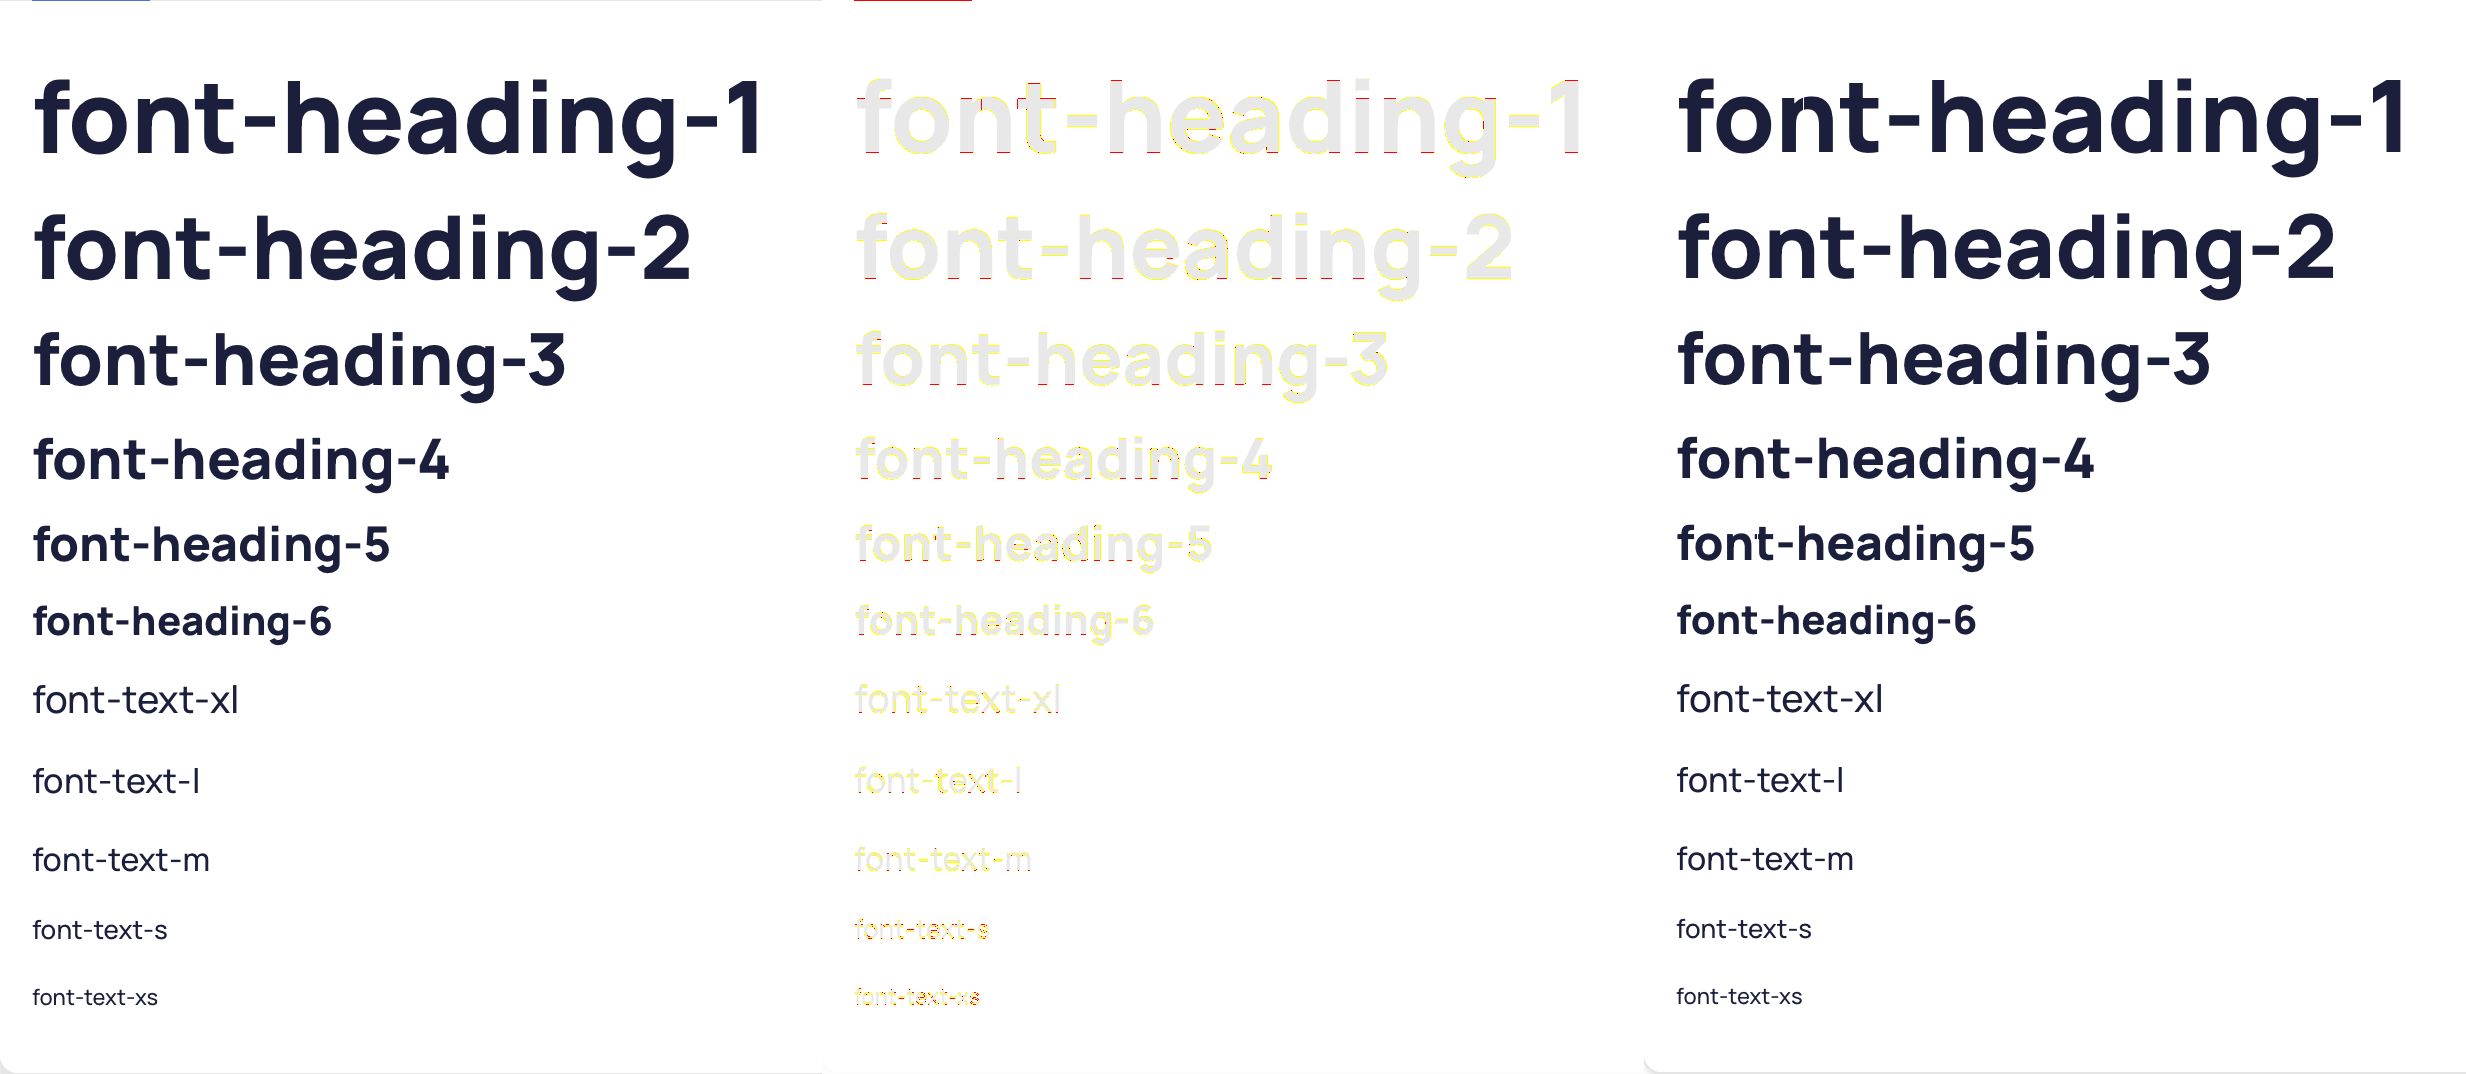 font-heading-1 font-heading-1 font-heading-1
font-heading-2 font-heading-2 font-heading-2
font-heading-3 font-heading-3 font-heading-3
font-heading-4 font-heading-4 font-heading-4
font-heading-5 font-heading-5 font-heading-5
font-heading-6 font-heading-6 font-heading-6
font-text-xl font-text-xl font-text-xl
font-text-l font-text-l font-text-l
font-text-m font-text-m font-text-m
font-text-s font-text-s font-text-s
font-text-xs font-text-xs font-text-xs